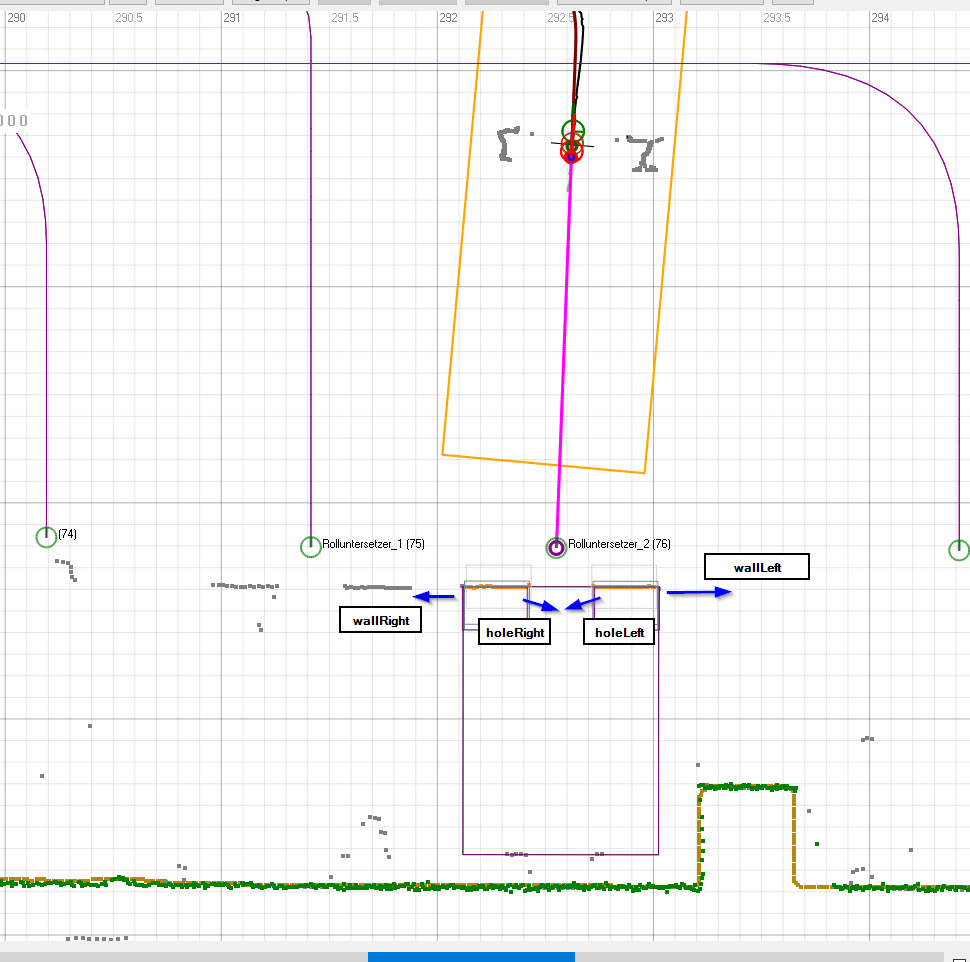 290 290.5 291 291.5 292 292.5 293 293.5 294
000
(74)
Rolluntersetzer_1 (75)
Rolluntersetzer_2 (76)
wallLeft
wallRight
holeRight
holeLeft